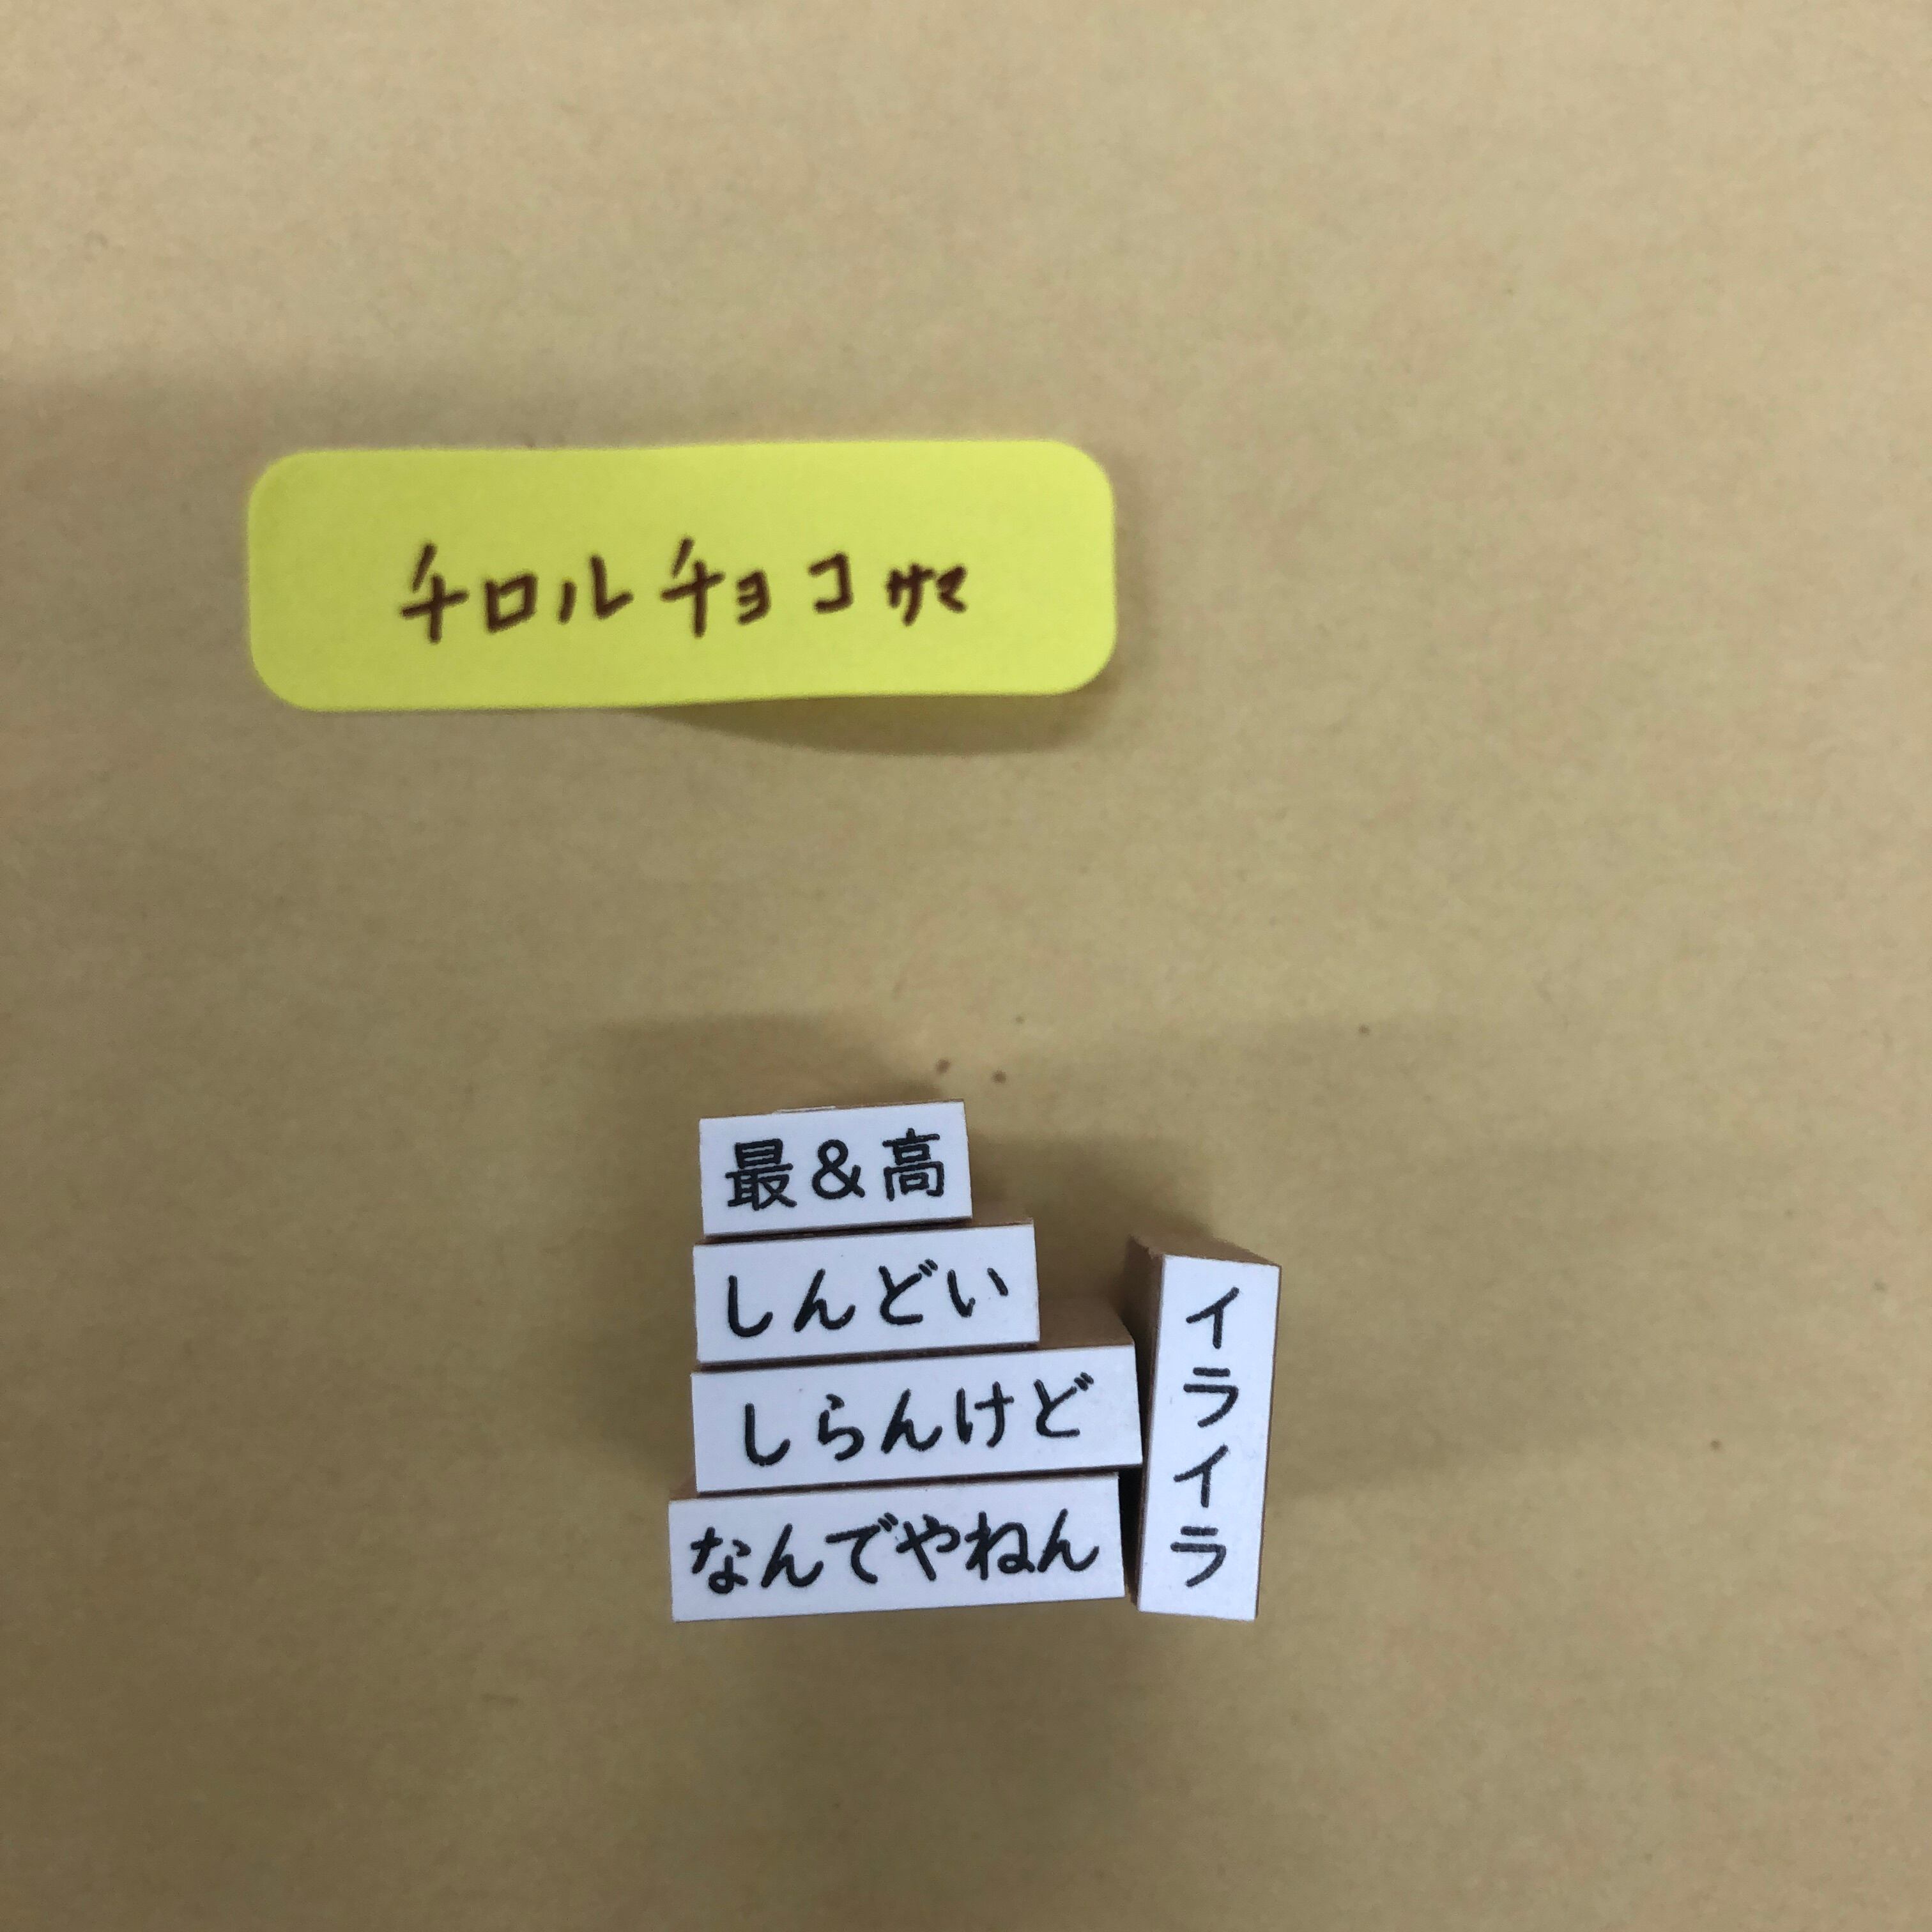 チロルチョコサマ
最&高
しんどい
しらんけど
なんでやねん
イライラ